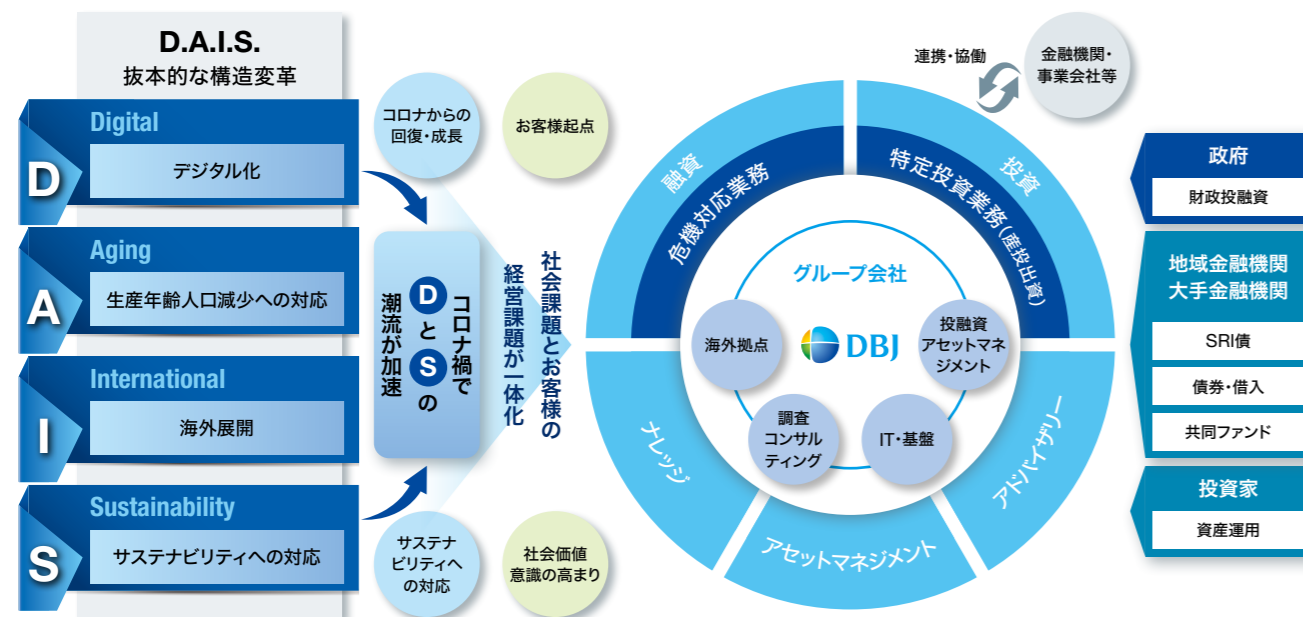 D.A.I.S.
抜本的な構造変革
D
Digital
デジタル化
A
Aging
生産年齢人口減少への対応
I
International
海外展開
S
Sustainability
サステナビリティへの対応
コロナからの
回復・成長
お客様起点
コロナ禍で
DとSの
潮流が加速
社会課題とお客様の
経営課題が一体化
サステナ
ビリティへ
の対応
社会価値
意識の高まり
連携・協働
金融機関・
事業会社等
融資
危機対応業務
投資
特定投資業務(産投出資)
グループ会社
DBJ
海外拠点
投融資
アセットマネ
ジメント
調査
コンサル
ティング
IT・基盤
ナレッジ
アセットマネジメント
アドバイザリー
政府
財政投融資
地域金融機関
大手金融機関
SRI債
債券・借入
共同ファンド
投資家
資産運用